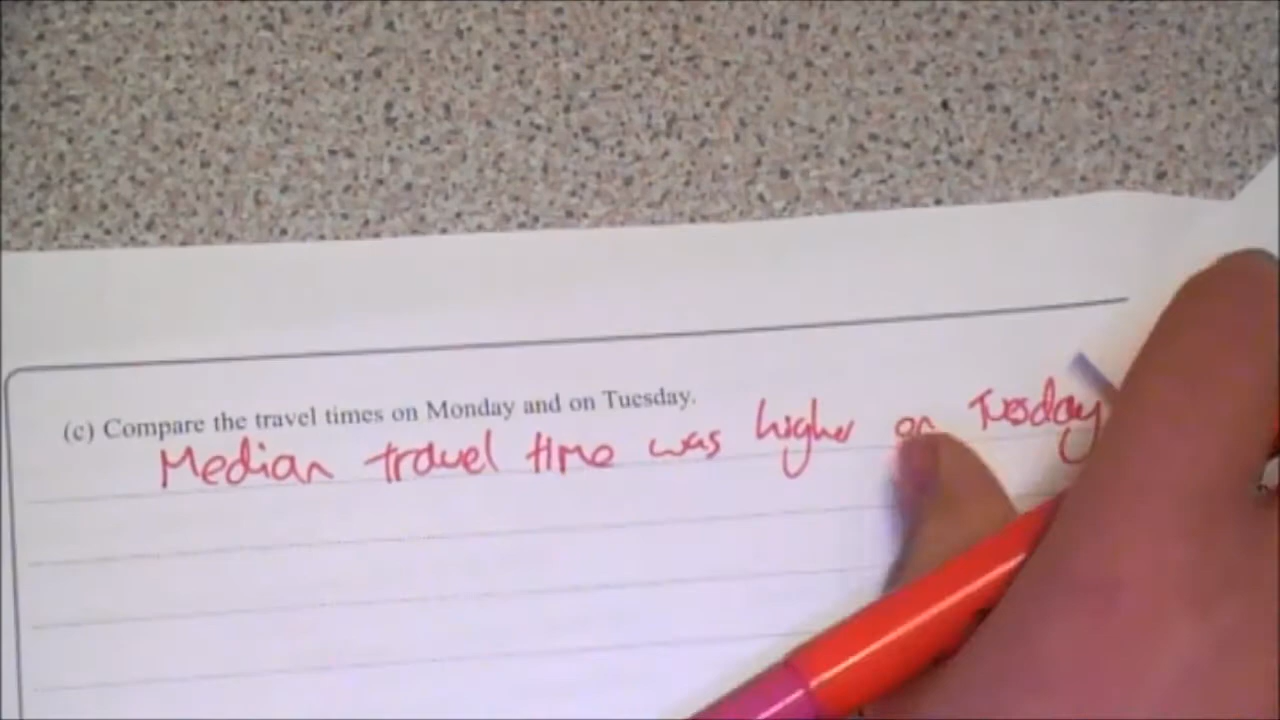 (c) Compare the travel times on Monday and on Tuesday.
Median travel time was higher on Tuesday